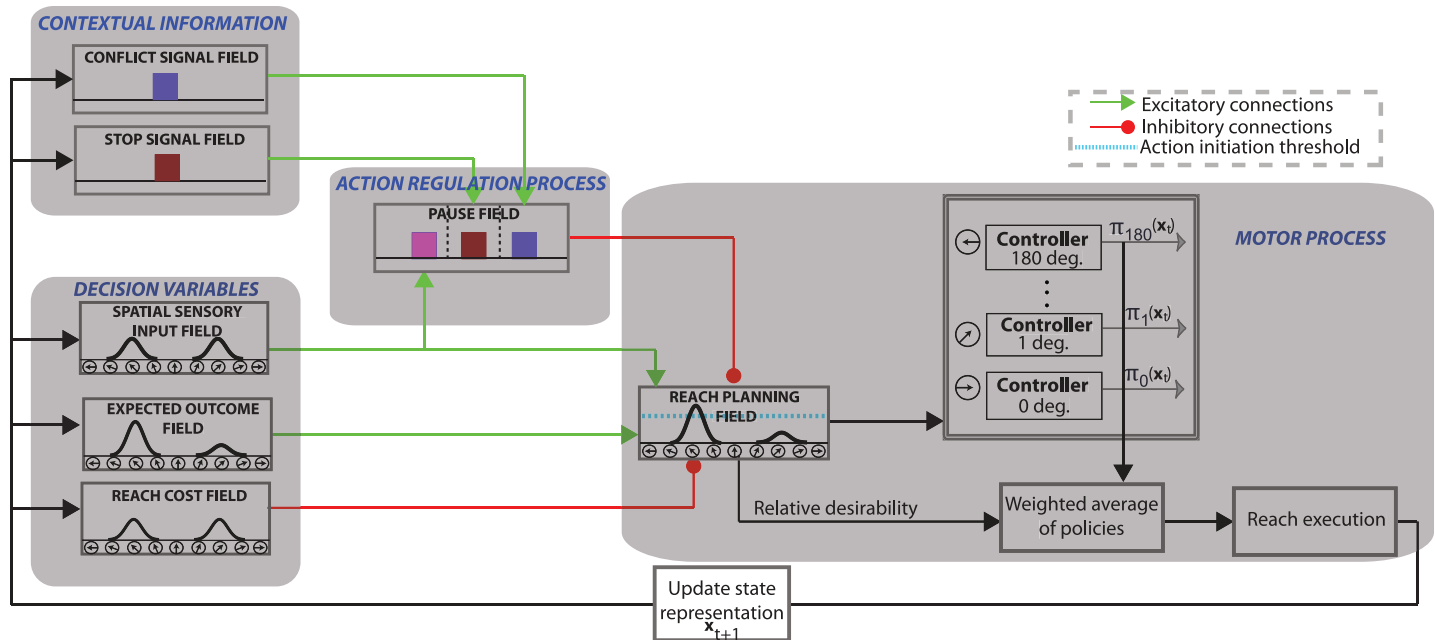 CONTEXTUAL INFORMATION
CONFLICT SIGNAL FIELD
STOP SIGNAL FIELD
ACTION REGULATION PROCESS
PAUSE FIELD
DECISION VARIABLES
SPATIAL SENSORY
INPUT FIELD
EXPECTED OUTCOME
FIELD
REACH COST FIELD
Excitatory connections
Inhibitory connections
Action initiation threshold
MOTOR PROCESS
Controller
180 deg.
π180(xt)
Controller
1 deg.
π1(xt)
Controller
0 deg.
π0(xt)
REACH PLANNING
FIELD
Relative desirability
Weighted average
of policies
Reach execution
Update state
representation
xt+1